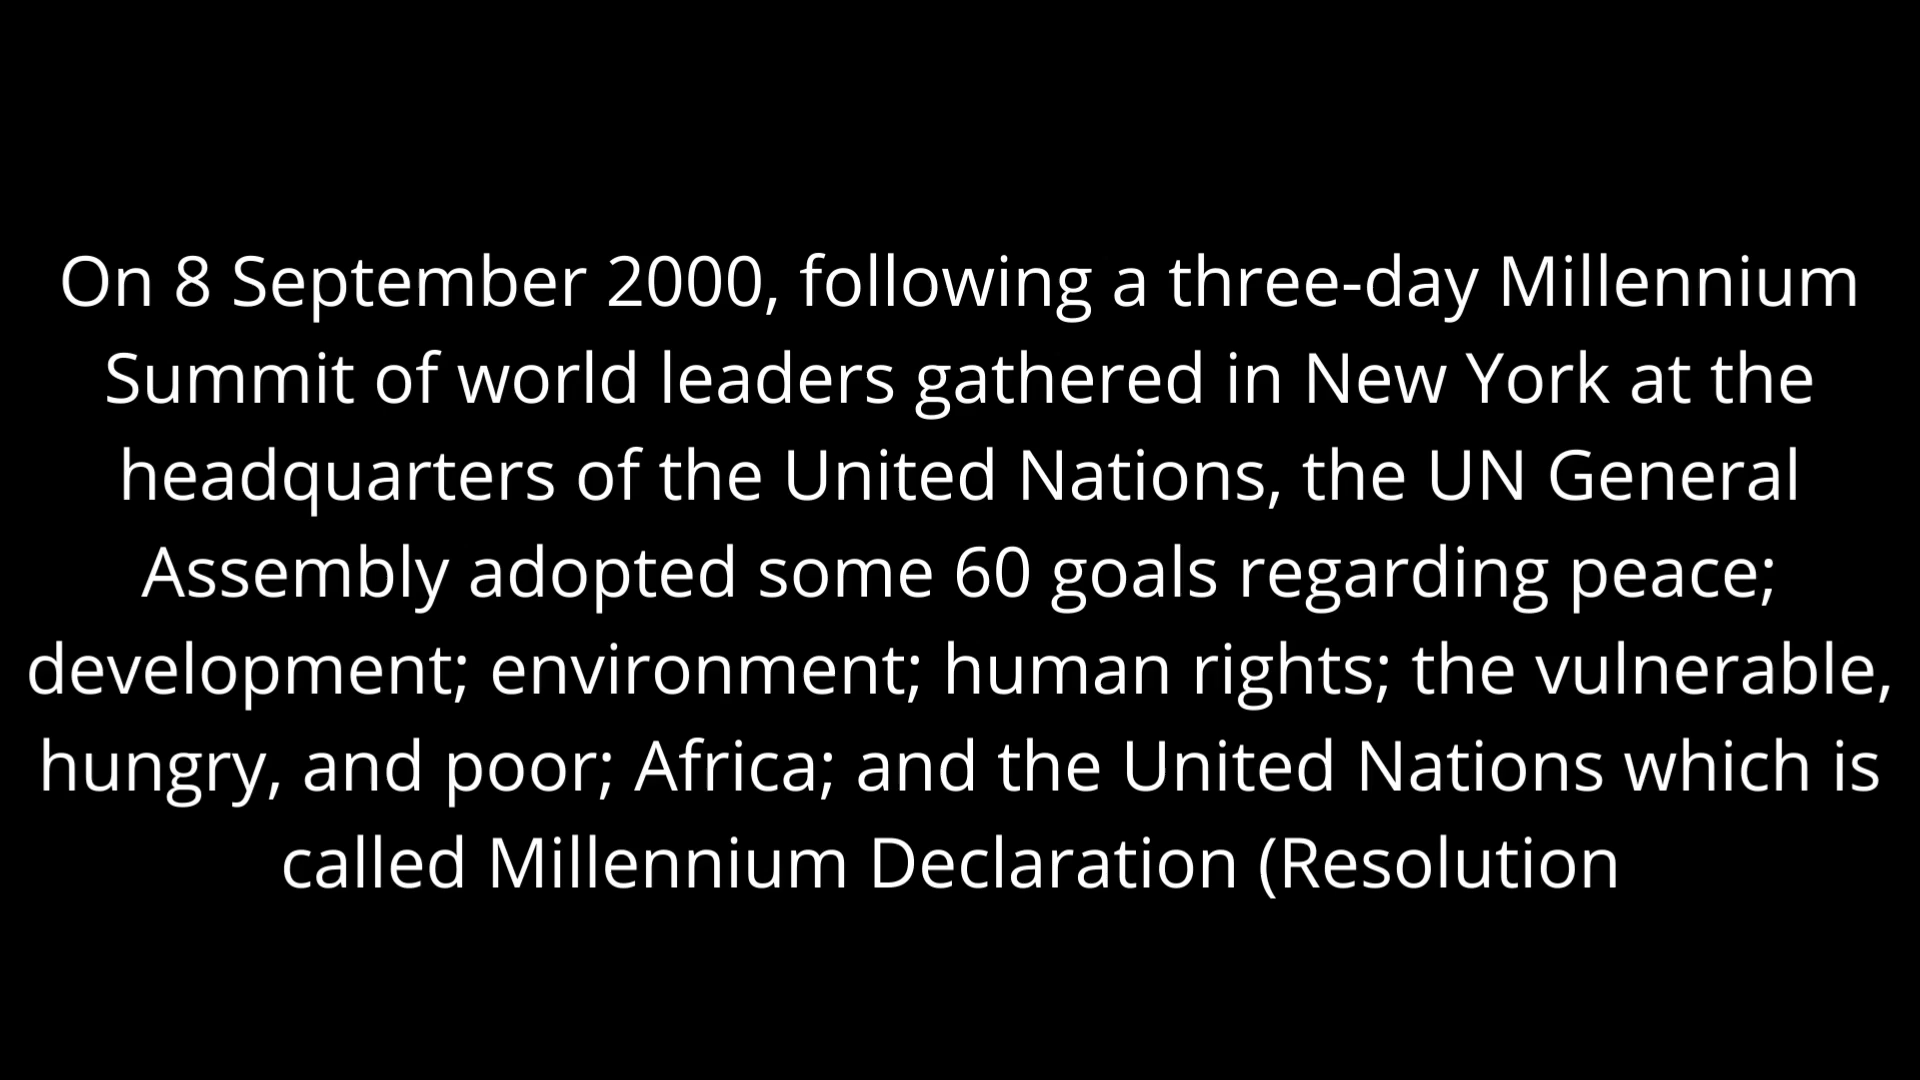 On 8 September 2000, following a three-day Millennium
Summit of world leaders gathered in New York at the
headquarters of the United Nations, the UN General
Assembly adopted some 60 goals regarding peace;
development; environment; human rights; the vulnerable,
hungry, and poor; Africa; and the United Nations which is
called Millennium Declaration (Resolution